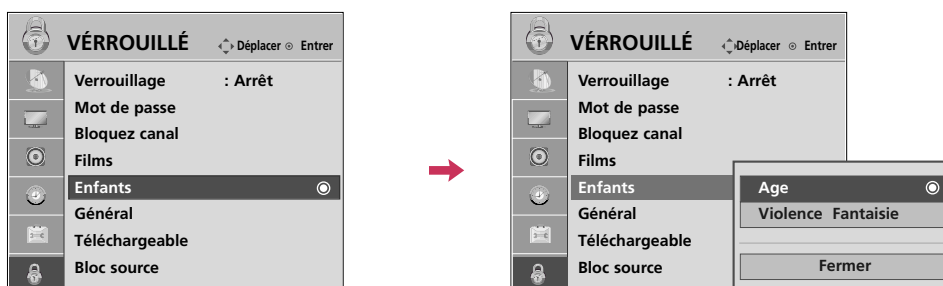 VÉRROUILLÉ Déplacer Entrer
Verrouillage : Arrêt
Mot de passe
Bloquez canal
Films
Enfants
Général
Téléchargeable
Bloc source
VÉRROUILLÉ Déplacer Entrer
Verrouillage : Arrêt
Mot de passe
Bloquez canal
Films
Enfants
Général
Téléchargeable
Bloc source
Age
Violence Fantaisie
Fermer